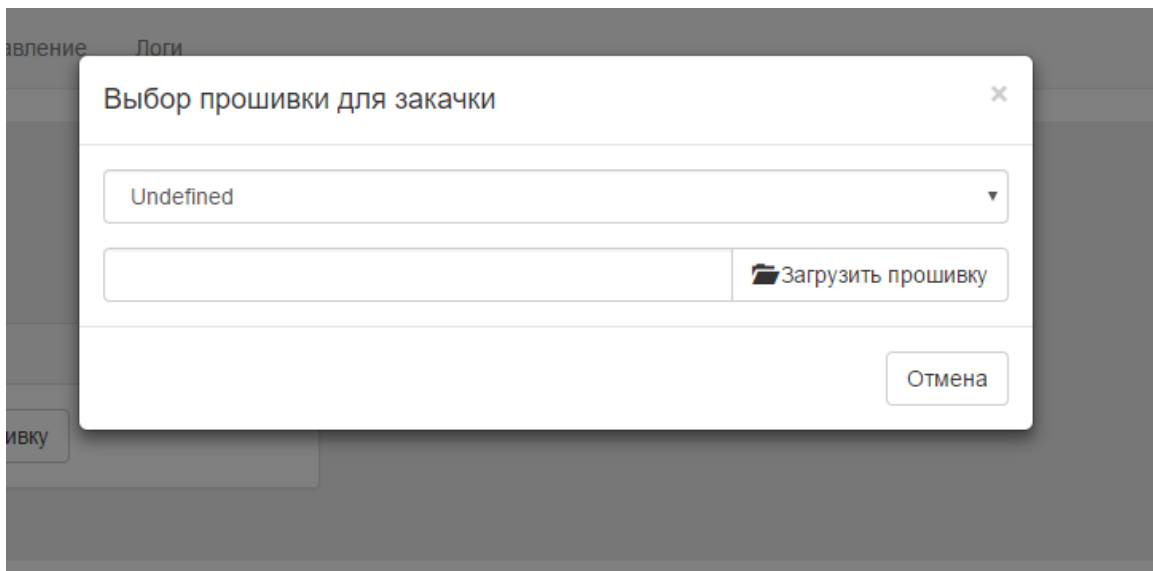 авление Логи
Выбор прошивки для закачки ×
Undefined
Загрузить прошивку
Отмена
ивку